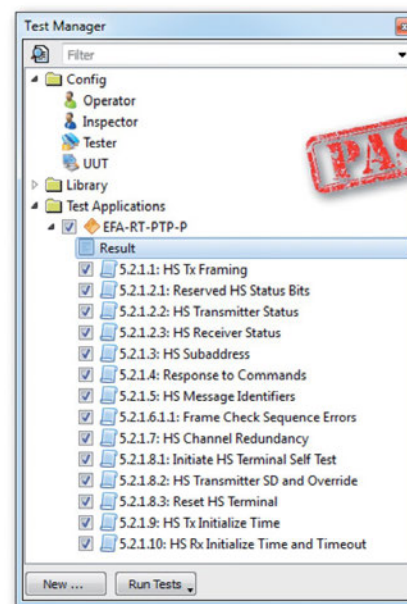 Test Manager
Filter
Config
Operator
Inspector
Tester
UUT
Library
Test Applications
EFA-RT-PTP-P
Result
5.2.1.1: HS Tx Framing
5.2.1.2.1: Reserved HS Status Bits
5.2.1.2.2: HS Transmitter Status
5.2.1.2.3: HS Receiver Status
5.2.1.3: HS Subaddress
5.2.1.4: Response to Commands
5.2.1.5: HS Message Identifiers
5.2.1.6.1.1: Frame Check Sequence Errors
5.2.1.7: HS Channel Redundancy
5.2.1.8.1: Initiate HS Terminal Self Test
5.2.1.8.2: HS Transmitter SD and Override
5.2.1.8.3: Reset HS Terminal
5.2.1.9: HS Tx Initialize Time
5.2.1.10: HS Rx Initialize Time and Timeout
New ... Run Tests